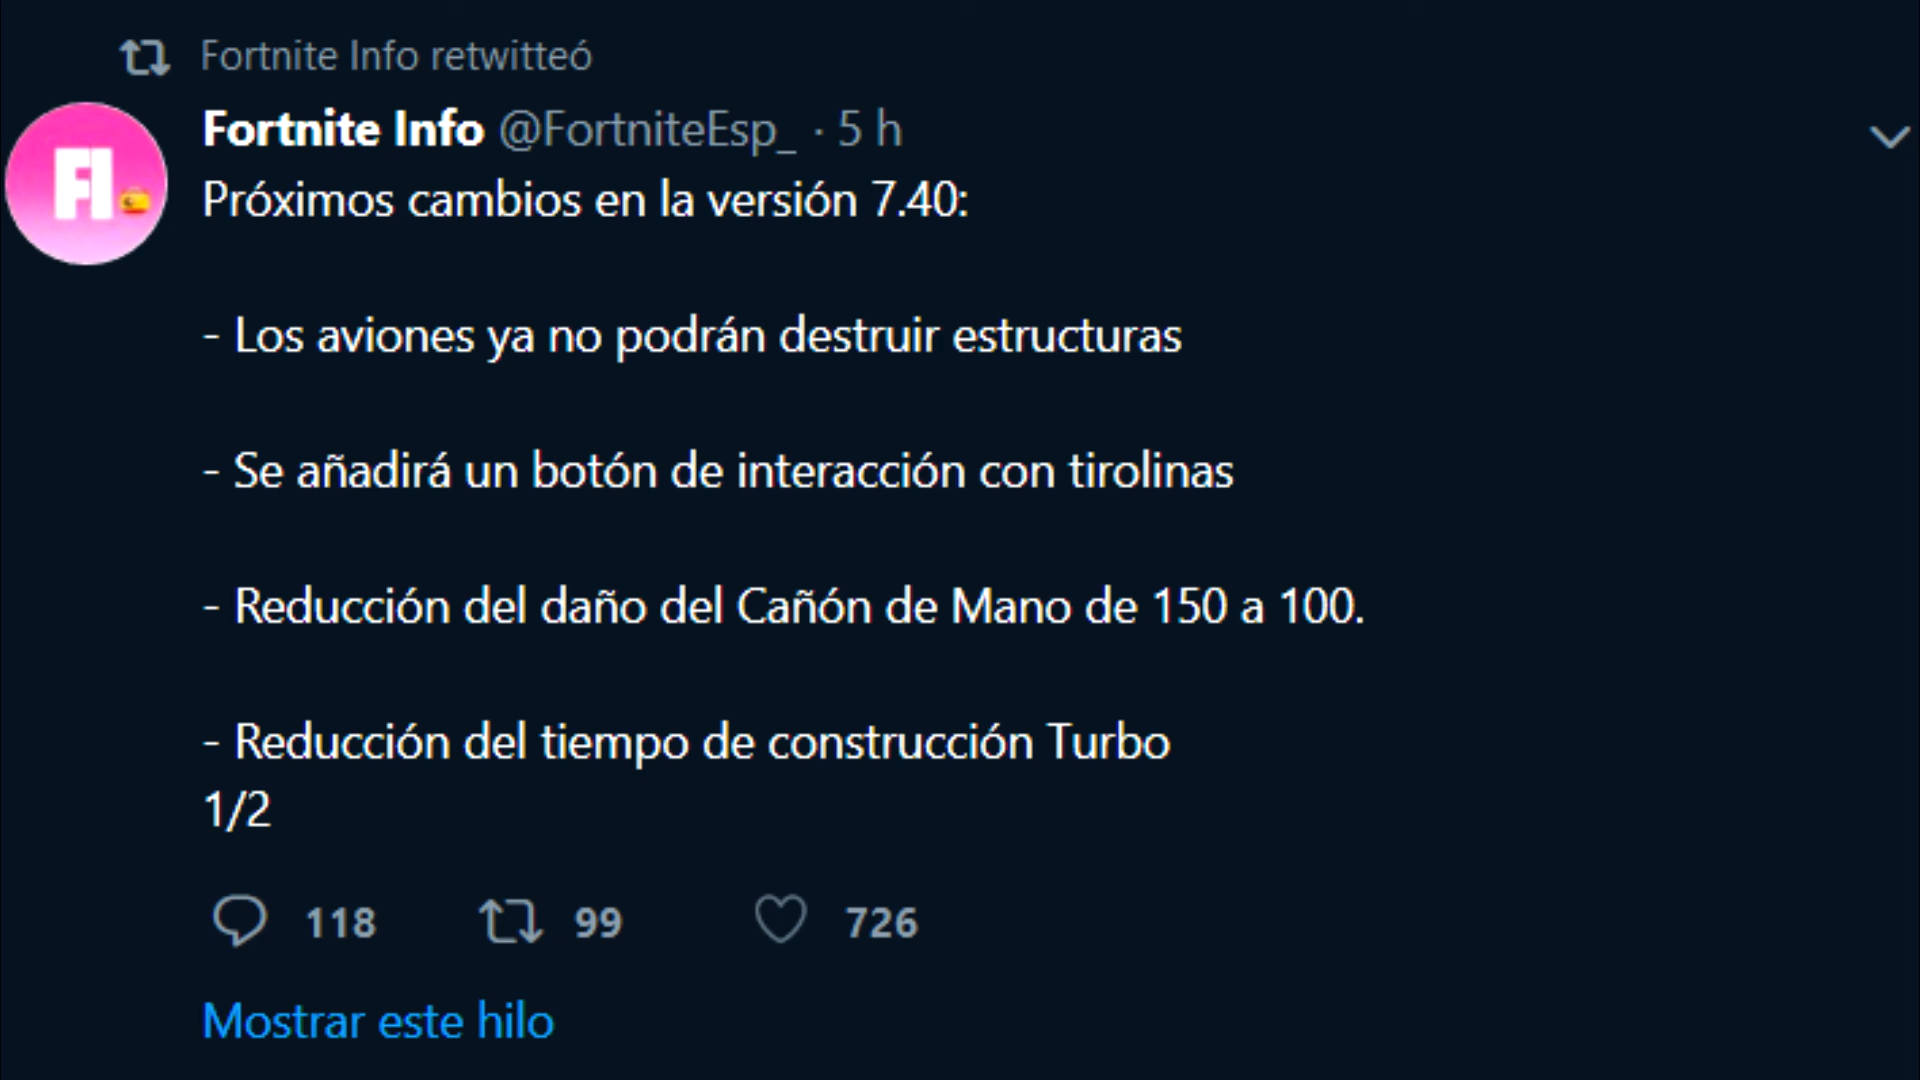 Fortnite Info retwitteó
Fortnite Info @FortniteEsp_ · 5 h
FI
Próximos cambios en la versión 7.40:
- Los aviones ya no podrán destruir estructuras
- Se añadirá un botón de interacción con tirolinas
- Reducción del daño del Cañón de Mano de 150 a 100.
- Reducción del tiempo de construcción Turbo
1/2
118 99 726
Mostrar este hilo